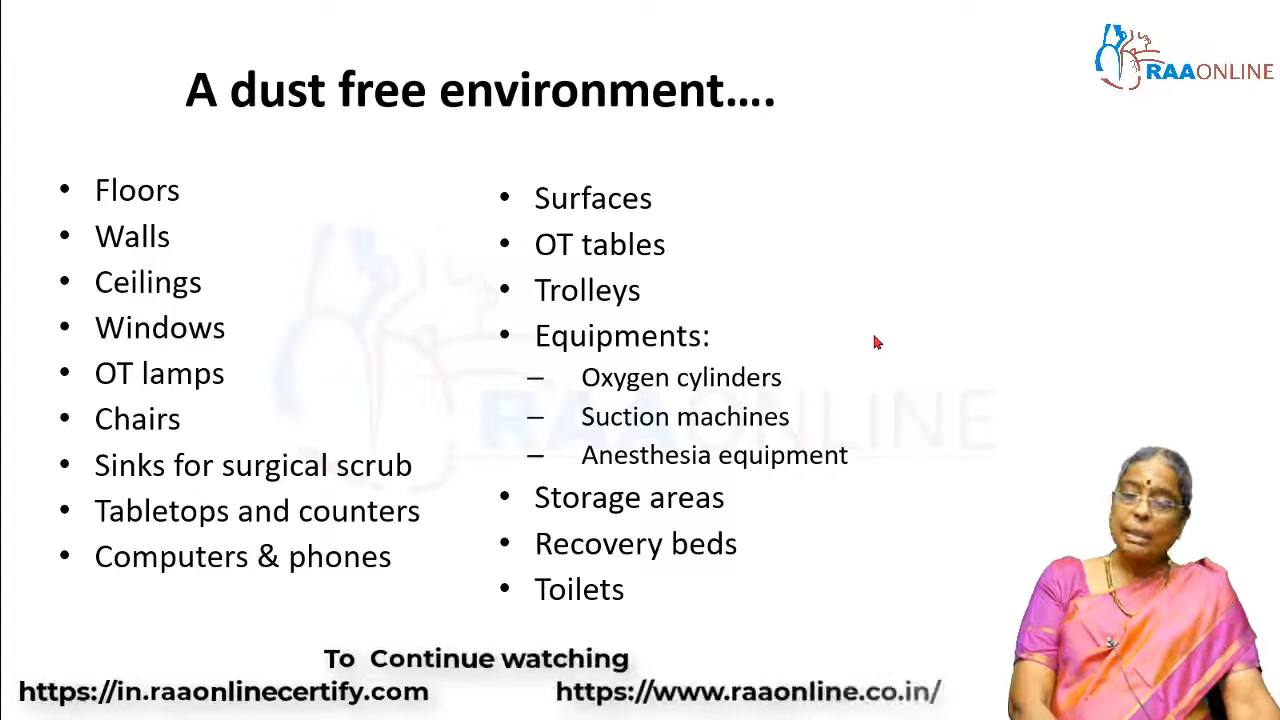 RAAONLINE
A dust free environment....
• Floors
• Walls
• Ceilings
• Windows
• OT lamps
• Chairs
• Sinks for surgical scrub
• Tabletops and counters
• Computers & phones
• Surfaces
• OT tables
• Trolleys
• Equipments:
– Oxygen cylinders
– Suction machines
– Anesthesia equipment
• Storage areas
• Recovery beds
• Toilets
RAAONLINE
To Continue watching
https://in.raaonlinecertify.com https://www.raaonline.co.in/